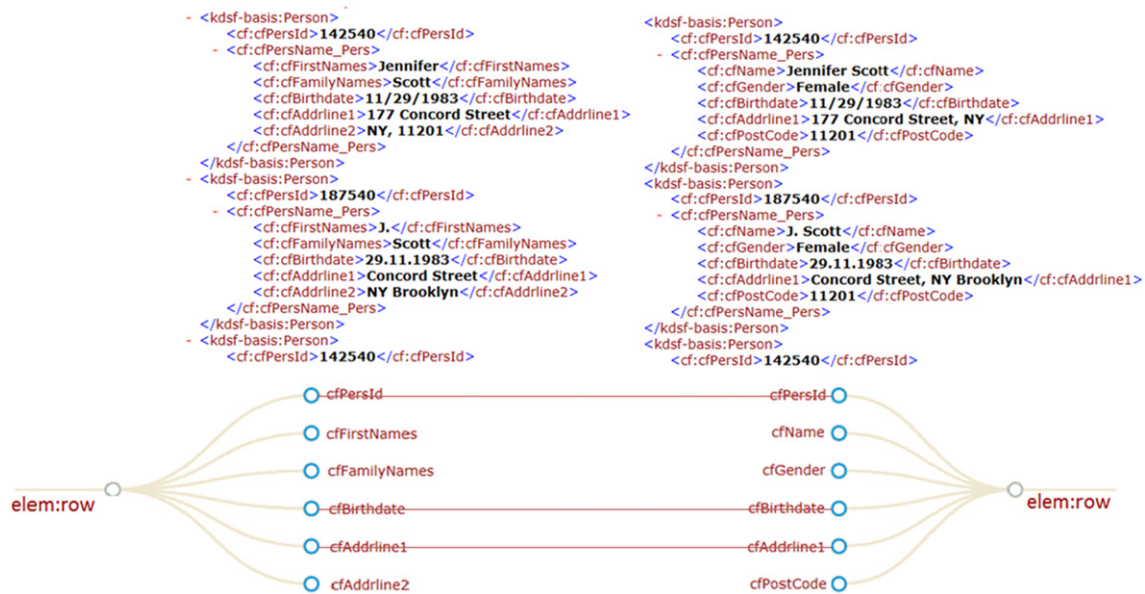 - <kdsf-basis:Person>
<cf:cfPersId>142540</cf:cfPersId>
- <cf:cfPersName_Pers>
<cf:cfFirstNames>Jennifer</cf:cfFirstNames>
<cf:cfFamilyNames>Scott</cf:cfFamilyNames>
<cf:cfBirthdate>11/29/1983</cf:cfBirthdate>
<cf:cfAddrline1>177 Concord Street</cf:cfAddrline1>
<cf:cfAddrline2>NY, 11201</cf:cfAddrline2>
</cf:cfPersName_Pers>
</kdsf-basis:Person>
- <kdsf-basis:Person>
<cf:cfPersId>187540</cf:cfPersId>
- <cf:cfPersName_Pers>
<cf:cfFirstNames>J.</cf:cfFirstNames>
<cf:cfFamilyNames>Scott</cf:cfFamilyNames>
<cf:cfBirthdate>29.11.1983</cf:cfBirthdate>
<cf:cfAddrline1>Concord Street</cf:cfAddrline1>
<cf:cfAddrline2>NY Brooklyn</cf:cfAddrline2>
</cf:cfPersName_Pers>
</kdsf-basis:Person>
- <kdsf-basis:Person>
<cf:cfPersId>142540</cf:cfPersId>
<kdsf-basis:Person>
<cf:cfPersId>142540</cf:cfPersId>
- <cf:cfPersName_Pers>
<cf:cfName>Jennifer Scott</cf:cfName>
<cf:cfGender>Female</cf:cfGender>
<cf:cfBirthdate>11/29/1983</cf:cfBirthdate>
<cf:cfAddrline1>177 Concord Street, NY</cf:cfAddrline1>
<cf:cfPostCode>11201</cf:cfPostCode>
</cf:cfPersName_Pers>
</kdsf-basis:Person>
<kdsf-basis:Person>
<cf:cfPersId>187540</cf:cfPersId>
- <cf:cfPersName_Pers>
<cf:cfName>J. Scott</cf:cfName>
<cf:cfGender>Female</cf:cfGender>
<cf:cfBirthdate>29.11.1983</cf:cfBirthdate>
<cf:cfAddrline1>Concord Street, NY Brooklyn</cf:cfAddrline1>
<cf:cfPostCode>11201</cf:cfPostCode>
</cf:cfPersName_Pers>
</kdsf-basis:Person>
<kdsf-basis:Person>
<cf:cfPersId>142540</cf:cfPersId>
elem:row
cfPersId
cfFirstNames
cfFamilyNames
cfBirthdate
cfAddrline1
cfAddrline2
cfPersId
cfName
cfGender
cfBirthdate
cfAddrline1
cfPostCode
elem:row